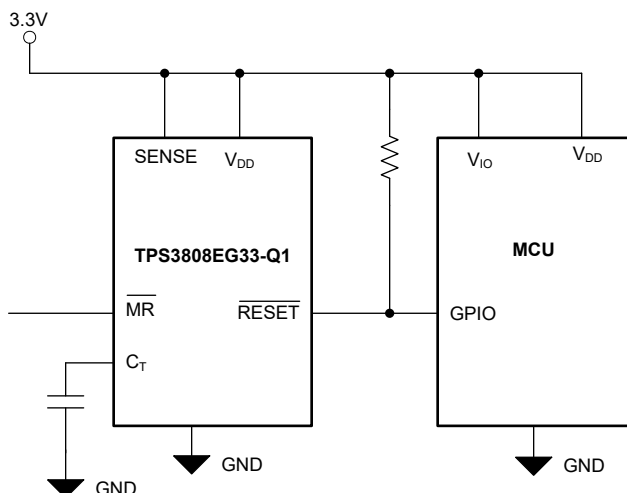 3.3V
SENSE
VDD
VIO
VDD
TPS3808EG33-Q1
MCU
MR
RESET
GPIO
CT
GND
GND
GND